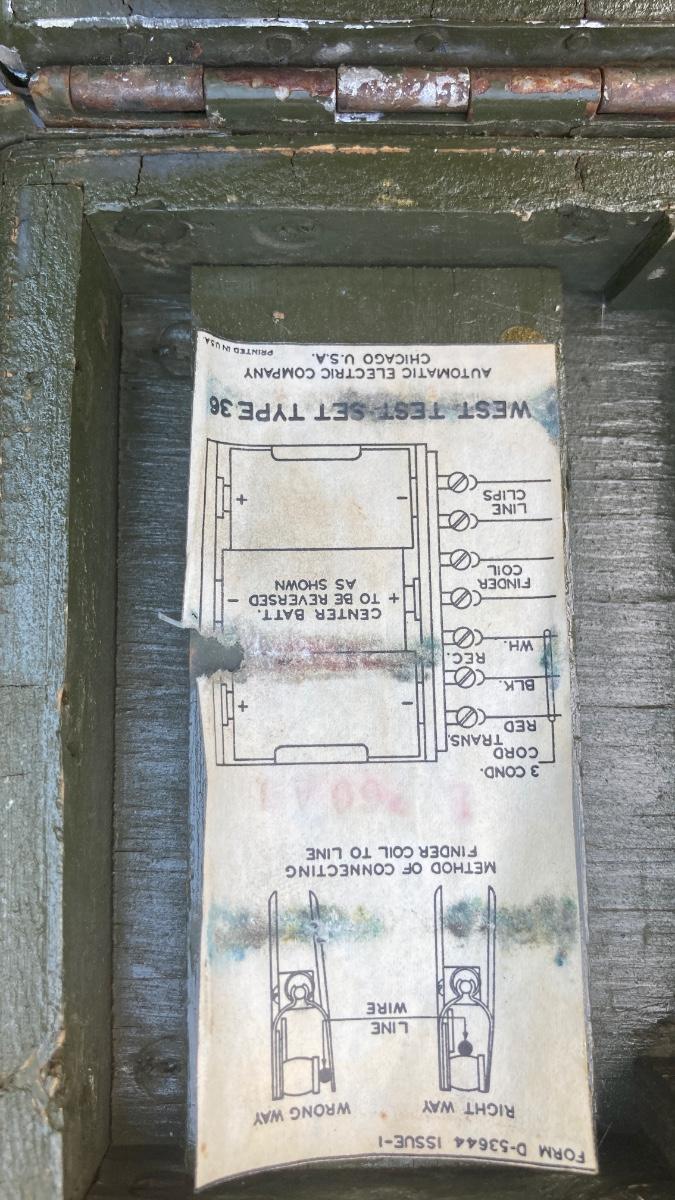 FORM D-53644 ISSUE-1
RIGHT WAY
WRONG WAY
LINE
WIRE
METHOD OF CONNECTING
FINDER COIL TO LINE
3 COND.
CORD
TRANS.
RED
BLK.
REC.
WH.
FINDER
COIL
LINE
CLIPS
- +
CENTER BATT.
TO BE REVERSED
AS SHOWN
+ -
- +
WEST TEST SET TYPE 36
AUTOMATIC ELECTRIC COMPANY
CHICAGO U.S.A.
PRINTED IN U.S.A.